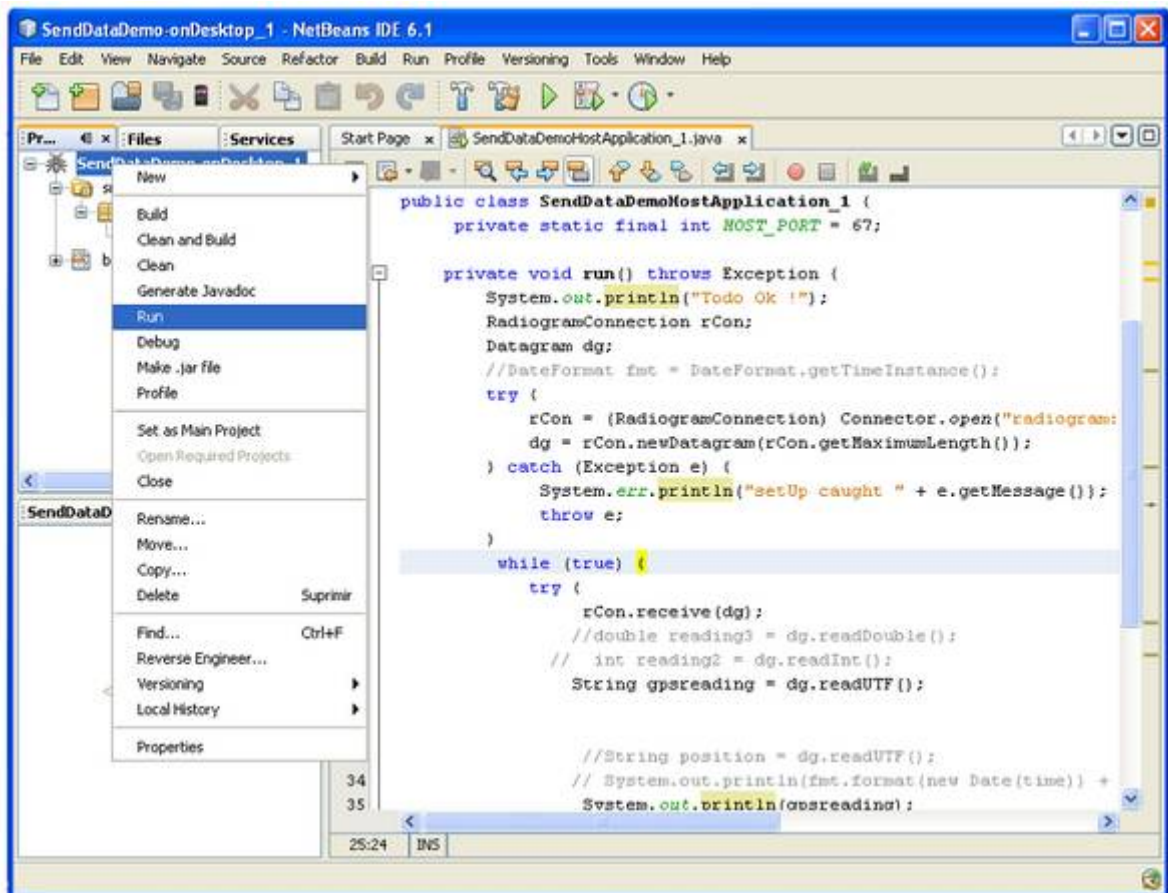 SendDataDemo-onDesktop_1 - NetBeans IDE 6.1
File Edit View Navigate Source Refactor Build Run Profile Versioning Tools Window Help
Pr... Files Services
Start Page SendDataDemoHostApplication_1.java
SendDataDemo-onDesktop_1
s
b
SendDataD
New
Build
Clean and Build
Clean
Generate Javadoc
Run
Debug
Make .jar file
Profile
Set as Main Project
Open Required Projects
Close
Rename...
Move...
Copy...
Delete Suprimir
Find... Ctrl+F
Reverse Engineer...
Versioning
Local History
Properties
public class SendDataDemoHostApplication_1 {
private static final int HOST_PORT = 67;
private void run() throws Exception {
System.out.println("Todo Ok !");
RadiogramConnection rCon;
Datagram dg;
//DateFormat fmt = DateFormat.getTimeInstance();
try {
rCon = (RadiogramConnection) Connector.open("radiogram:
dg = rCon.newDatagram(rCon.getMaximumLength());
} catch (Exception e) {
System.err.println("setUp caught " + e.getMessage());
throw e;
}
while (true) {
try {
rCon.receive(dg);
//double reading3 = dg.readDouble();
// int reading2 = dg.readInt();
String gpsreading = dg.readUTF();
//String position = dg.readUTF();
34 // System.out.println(fmt.format(new Date(time)) +
35 System.out.println(gpsreading);
25:24 INS